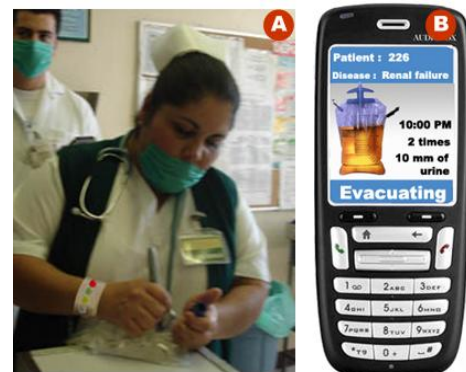 A
B
Patient : 226
Disease : Renal failure
10:00 PM
2 times
10 mm of
urine
Evacuating
1
2ABC
3DEF
4GHI
5JKL
6MNO
7PQRS
8TUV
9WXYZ
0 +